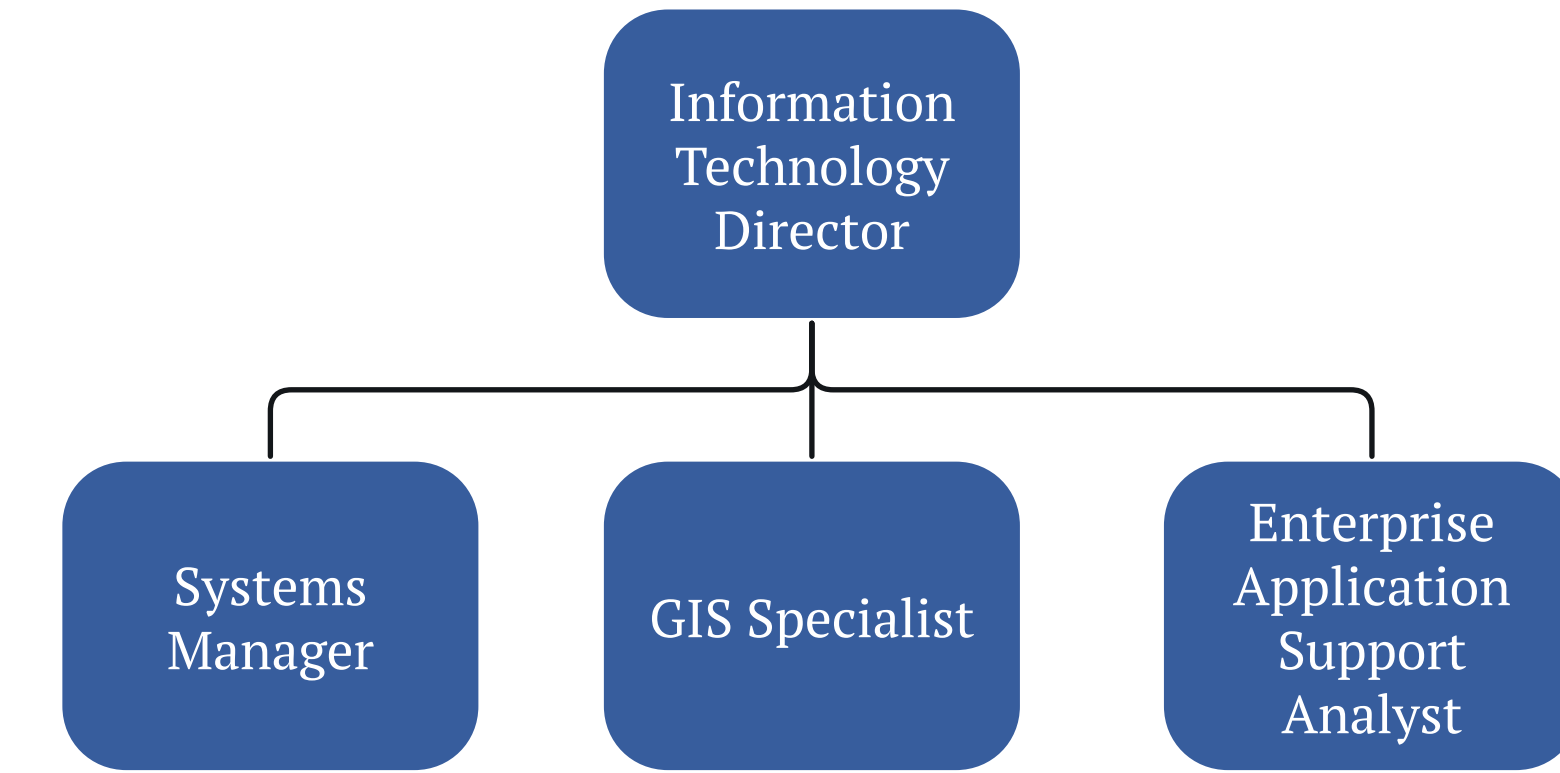 Information
Technology
Director
Systems
Manager
GIS Specialist
Enterprise
Application
Support
Analyst